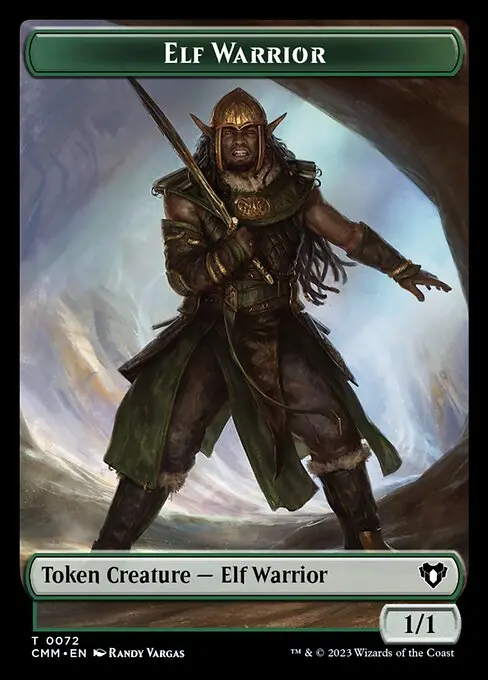 Elf Warrior
Token Creature — Elf Warrior
1/1
T 0072
CMM • EN Randy Vargas
™ & © 2023 Wizards of the Coast